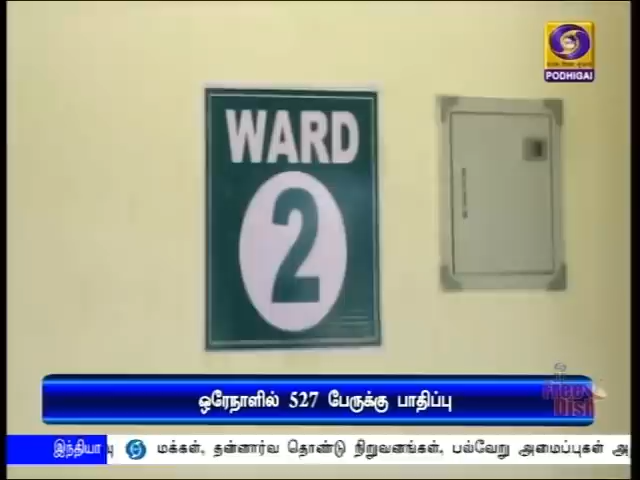 PODHIGAI
WARD
2
ஒரேநாளில் 527 பேருக்கு பாதிப்பு
இந்தியா
மக்கள், தன்னார்வ தொண்டு நிறுவனங்கள், பல்வேறு அமைப்புகள்